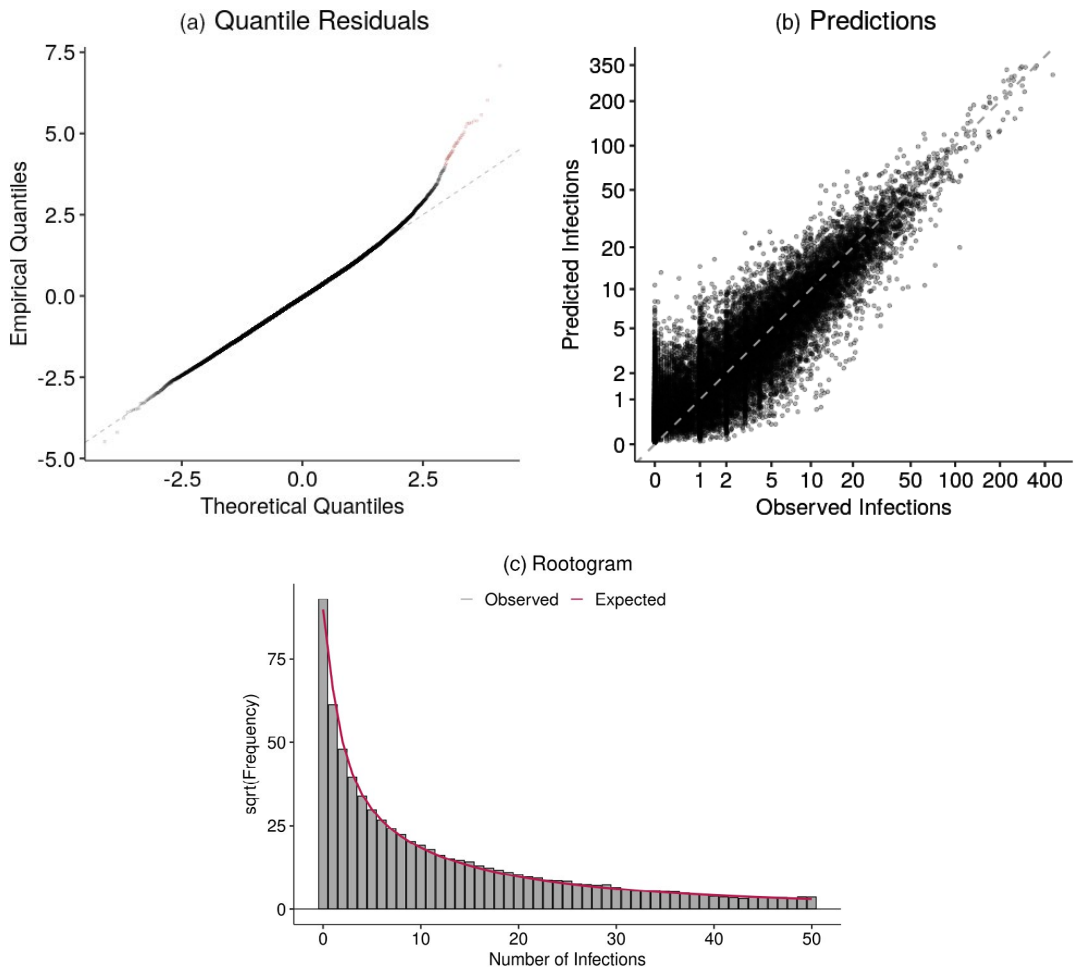 (a) Quantile Residuals
7.5
5.0
2.5
0.0
-2.5
-5.0
Empirical Quantiles
-2.5 0.0 2.5
Theoretical Quantiles
(b) Predictions
350
200
100
50
20
10
5
2
1
0
Predicted Infections
0 1 2 5 10 20 50 100 200 400
Observed Infections
(c) Rootogram
Observed Expected
75
50
25
0
sqrt(Frequency)
0 10 20 30 40 50
Number of Infections